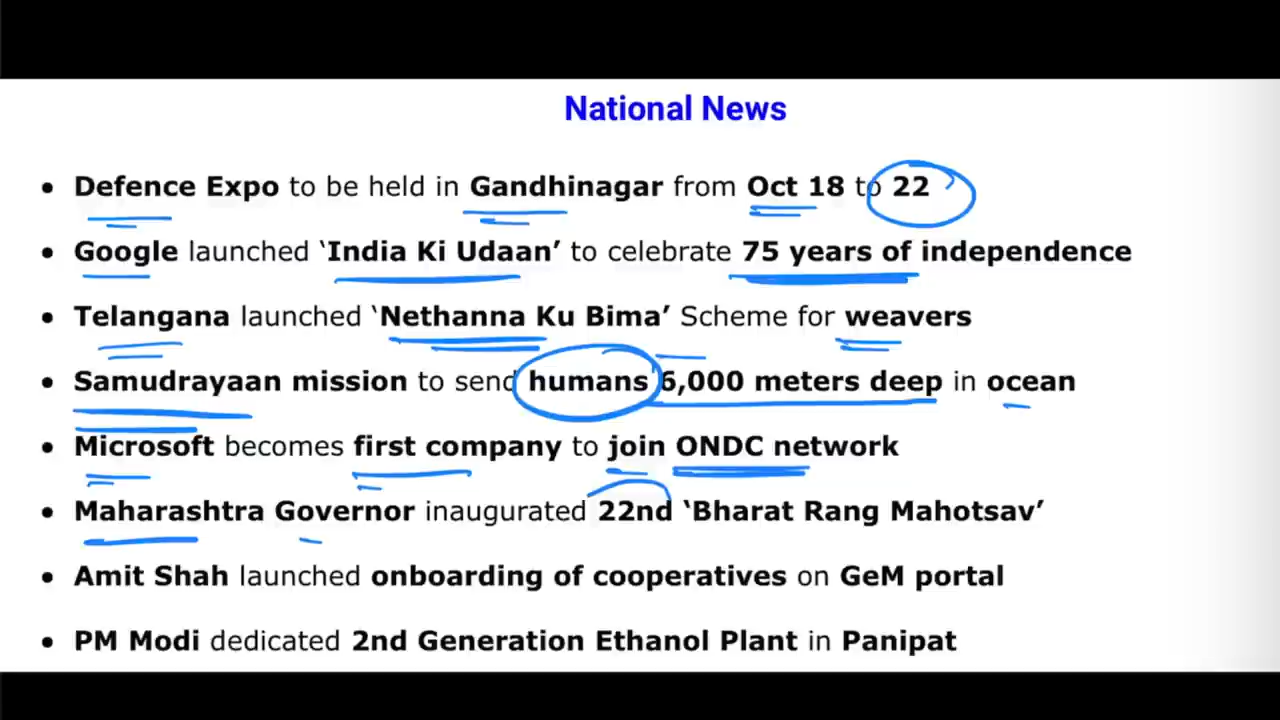 National News
• Defence Expo to be held in Gandhinagar from Oct 18 to 22
• Google launched ‘India Ki Udaan’ to celebrate 75 years of independence
• Telangana launched ‘Nethanna Ku Bima’ Scheme for weavers
• Samudrayaan mission to send humans 6,000 meters deep in ocean
• Microsoft becomes first company to join ONDC network
• Maharashtra Governor inaugurated 22nd ‘Bharat Rang Mahotsav’
• Amit Shah launched onboarding of cooperatives on GeM portal
• PM Modi dedicated 2nd Generation Ethanol Plant in Panipat